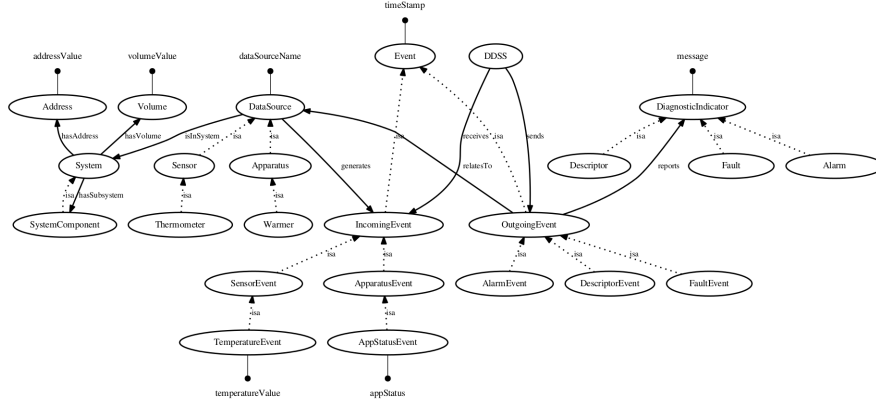 timeStamp
addressValue
volumeValue
dataSourceName
Event
DDSS
message
Address
Volume
DataSource
DiagnosticIndicator
hasAddress
hasVolume
isInSystem
isa
isa
isa
receives
isa
sends
isa
isa
isa
System
Sensor
Apparatus
generates
relatesTo
reports
Descriptor
Fault
Alarm
isa
hasSubsystem
isa
isa
SystemComponent
Thermometer
Warmer
IncomingEvent
OutgoingEvent
isa
isa
isa
isa
isa
SensorEvent
ApparatusEvent
AlarmEvent
DescriptorEvent
FaultEvent
isa
isa
TemperatureEvent
AppStatusEvent
temperatureValue
appStatus